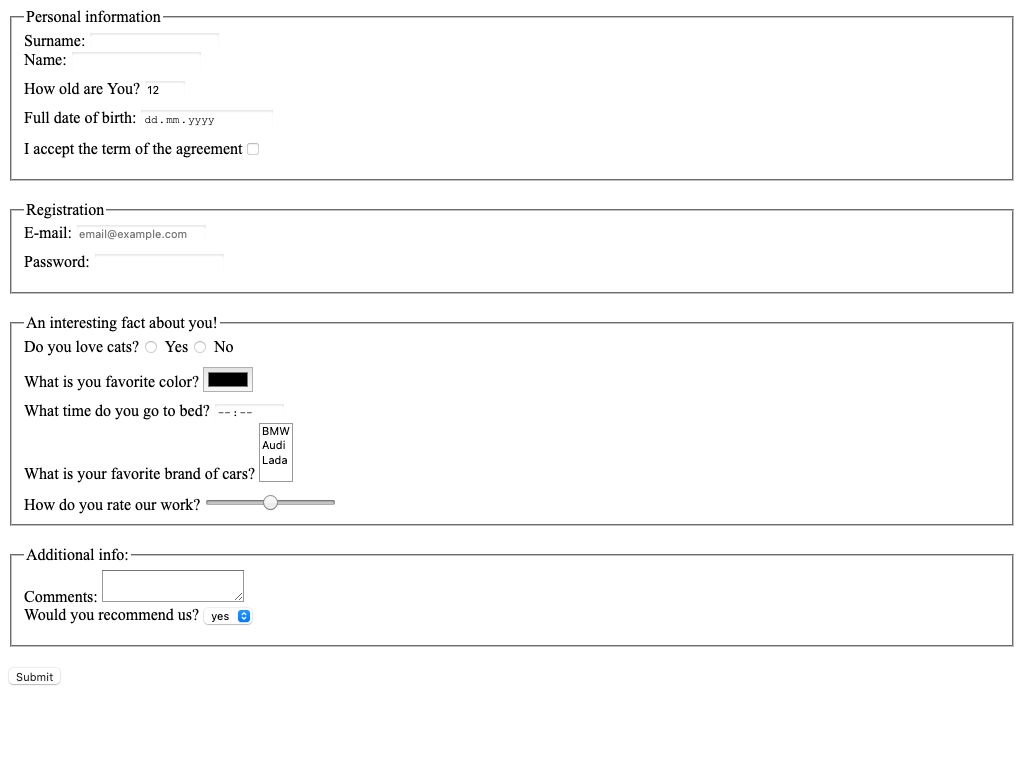 Personal information
Surname:
Name:
How old are You? 12
Full date of birth: dd.mm.yyyy
I accept the term of the agreement
Registration
E-mail: email@example.com
Password:
An interesting fact about you!
Do you love cats? Yes No
What is you favorite color?
What time do you go to bed? --:--
BMW
Audi
Lada
What is your favorite brand of cars?
How do you rate our work?
Additional info:
Comments:
Would you recommend us? yes
Submit